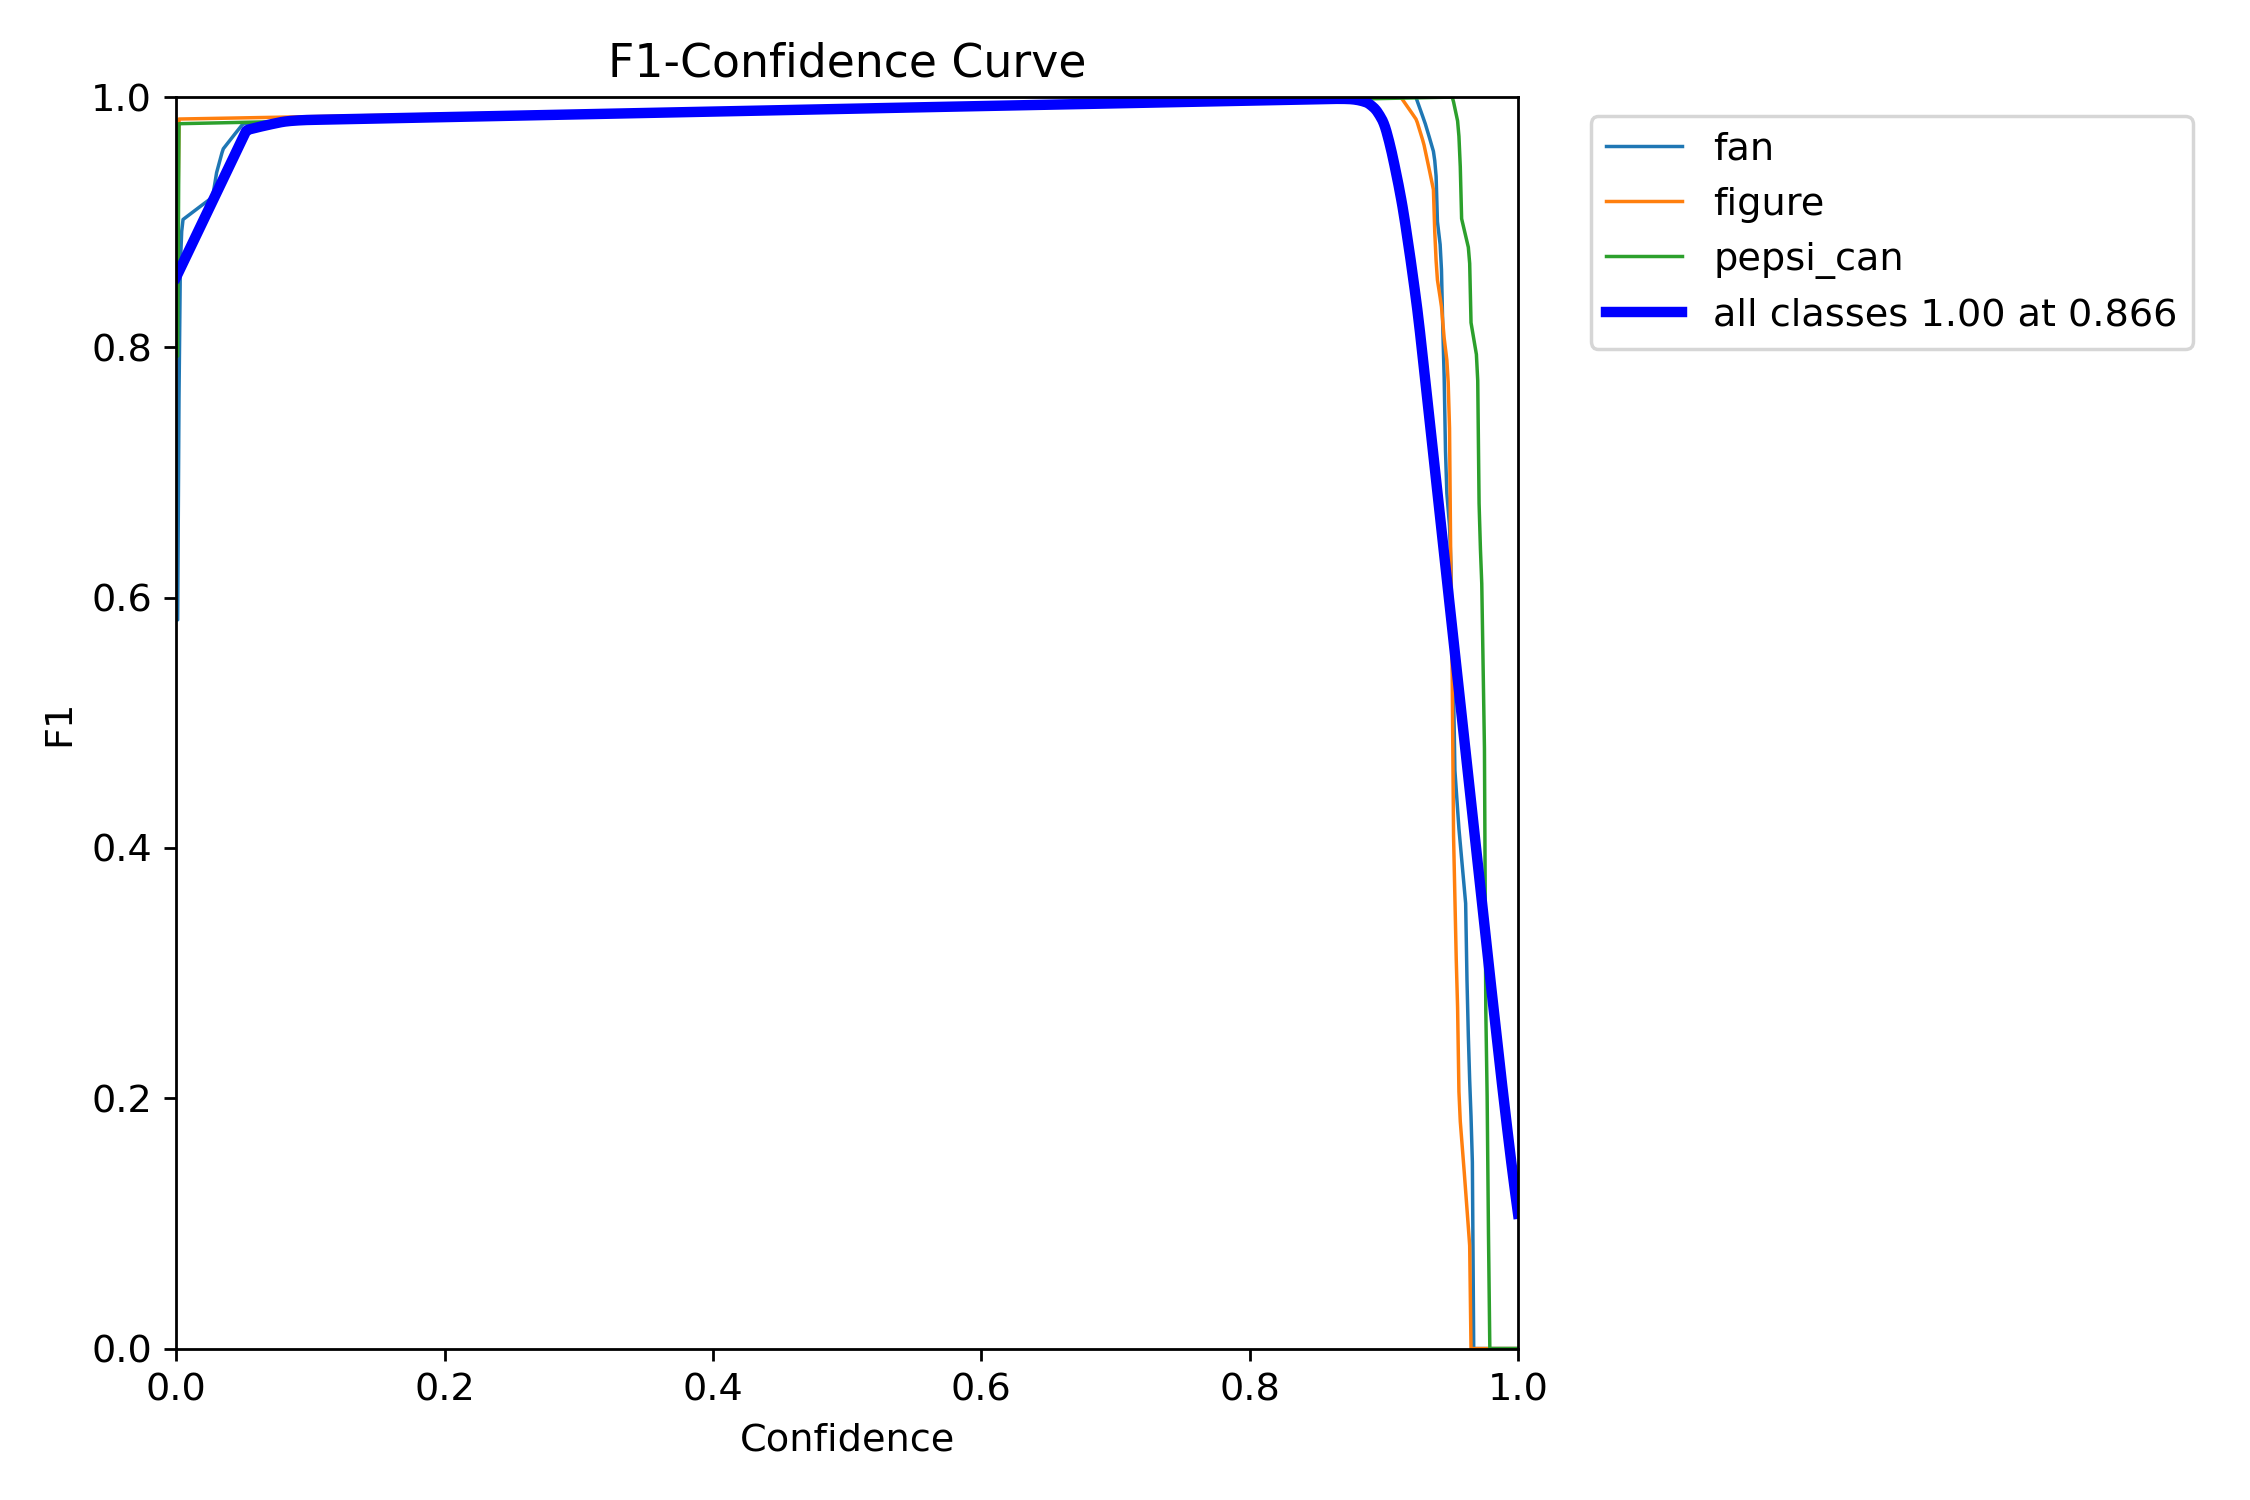 F1-Confidence Curve
1.0
0.8
0.6
0.4
0.2
0.0
F1
0.0 0.2 0.4 0.6 0.8 1.0
Confidence
fan
figure
pepsi_can
all classes 1.00 at 0.866